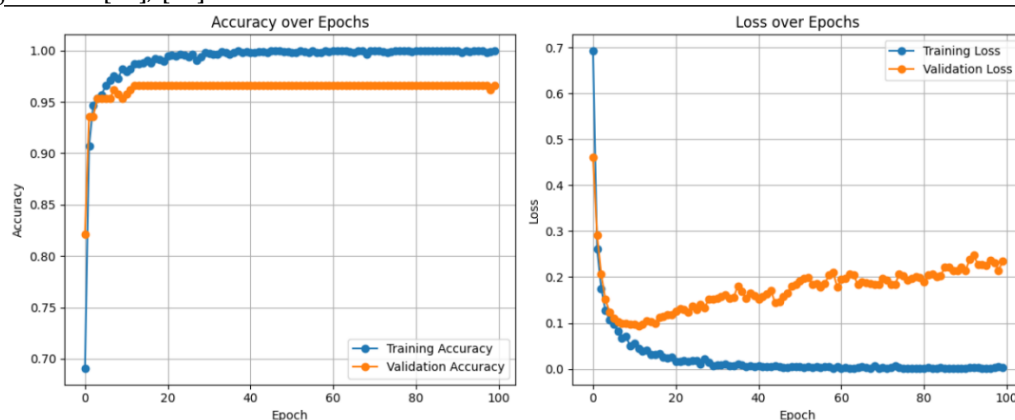 Accuracy over Epochs
1.00
0.95
0.90
0.85
0.80
0.75
0.70
Accuracy
0
20
40
60
80
100
Epoch
Training Accuracy
Validation Accuracy
Loss over Epochs
0.7
0.6
0.5
0.4
0.3
0.2
0.1
0.0
Loss
0
20
40
60
80
100
Epoch
Training Loss
Validation Loss